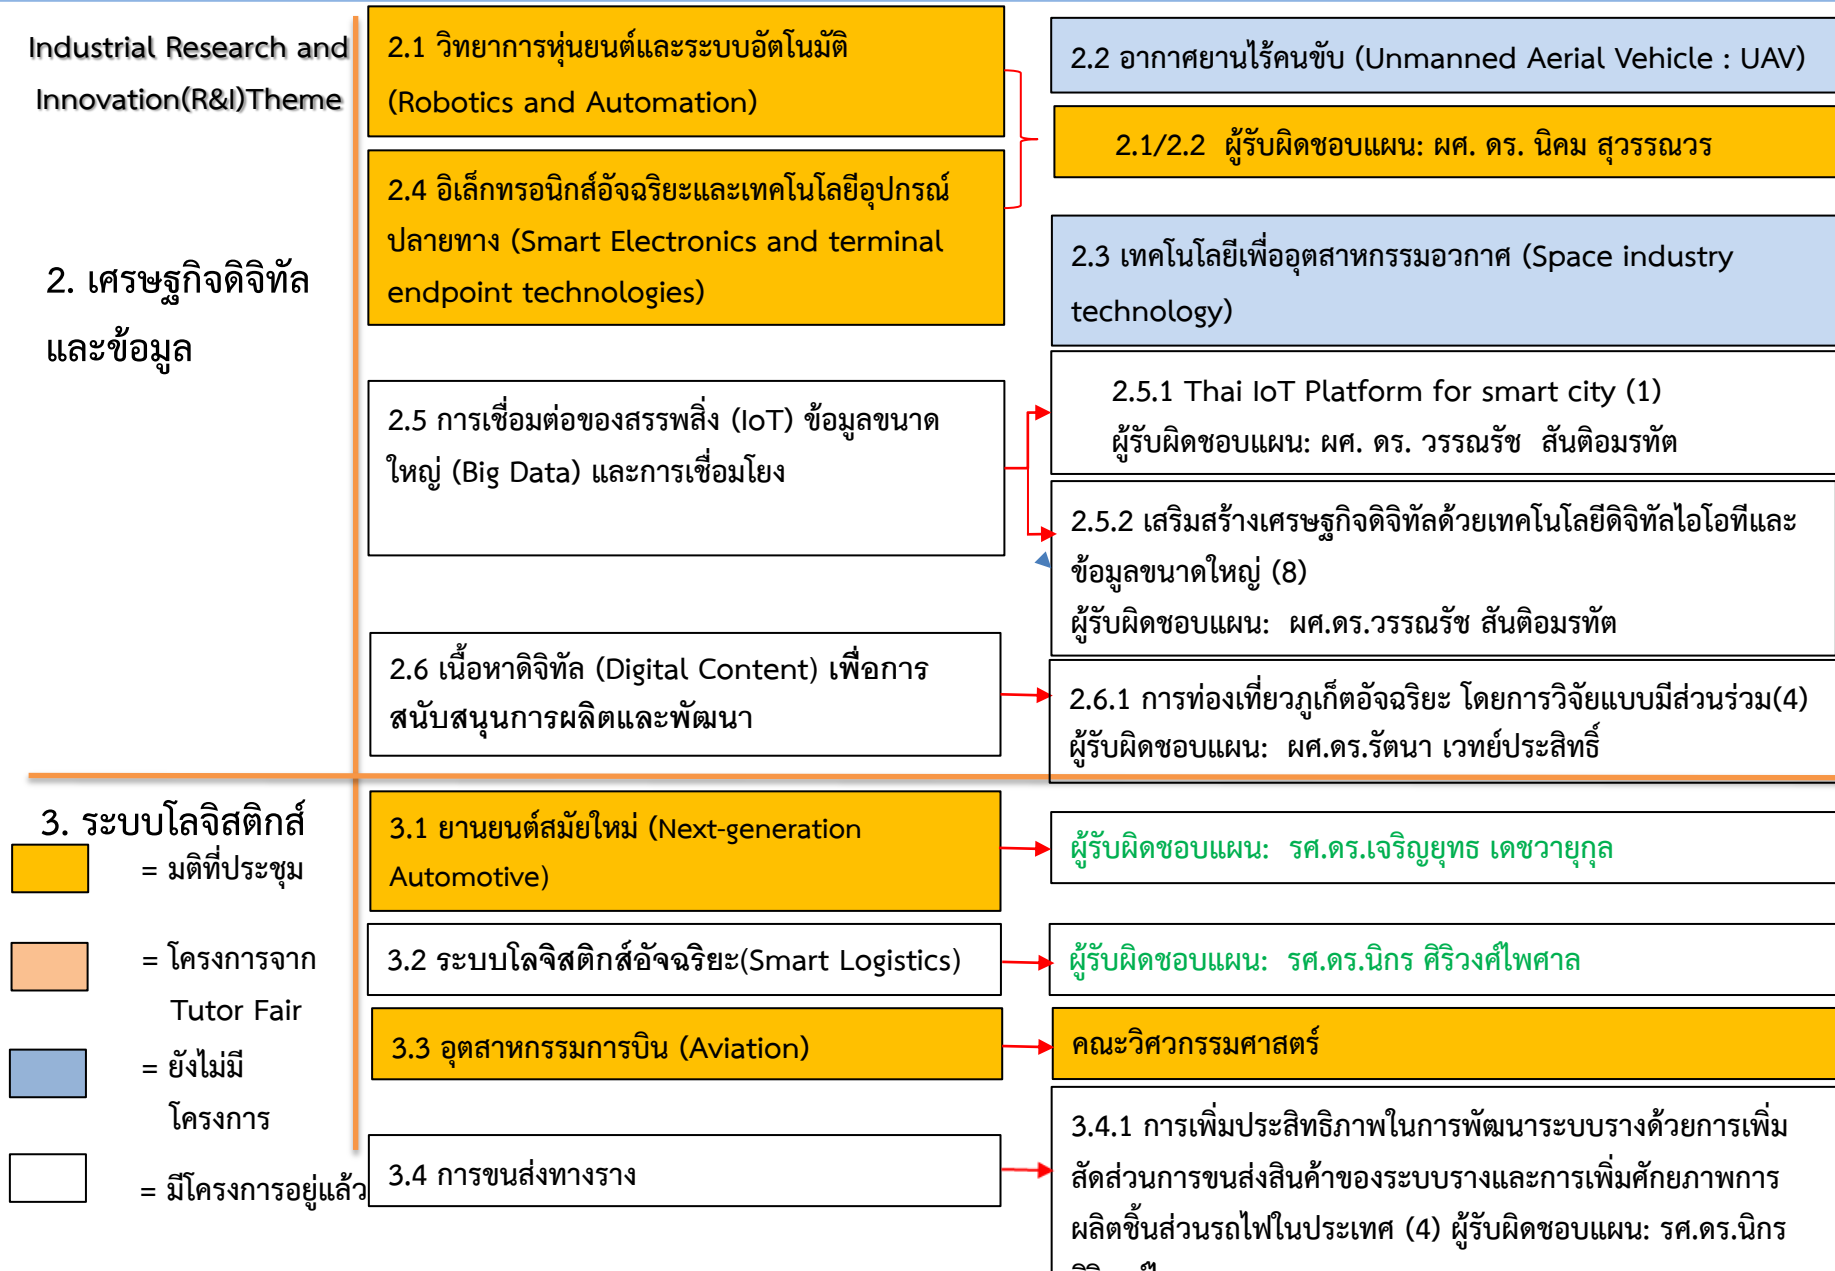 Industrial Research and
Innovation(R&I)Theme
2. เศรษฐกิจดิจิทัล
และข้อมูล
2.1 วิทยาการหุ่นยนต์และระบบอัตโนมัติ
(Robotics and Automation)
2.4 อิเล็กทรอนิกส์อัจฉริยะและเทคโนโลยีอุปกรณ์
ปลายทาง (Smart Electronics and terminal
endpoint technologies)
2.2 อากาศยานไร้คนขับ (Unmanned Aerial Vehicle : UAV)
2.1/2.2 ผู้รับผิดชอบแผน: ผศ. ดร. นิคม สุวรรณวร
2.3 เทคโนโลยีเพื่ออุตสาหกรรมอวกาศ (Space industry
technology)
2.5 การเชื่อมต่อของสรรพสิ่ง (IoT) ข้อมูลขนาด
ใหญ่ (Big Data) และการเชื่อมโยง
2.5.1 Thai IoT Platform for smart city (1)
ผู้รับผิดชอบแผน: ผศ. ดร. วรรณรัช สันติอมรทัต
2.5.2 เสริมสร้างเศรษฐกิจดิจิทัลด้วยเทคโนโลยีดิจิทัลไอโอทีและ
ข้อมูลขนาดใหญ่ (8)
ผู้รับผิดชอบแผน: ผศ.ดร.วรรณรัช สันติอมรทัต
2.6 เนื้อหาดิจิทัล (Digital Content) เพื่อการ
สนับสนุนการผลิตและพัฒนา
2.6.1 การท่องเที่ยวภูเก็ตอัจฉริยะ โดยการวิจัยแบบมีส่วนร่วม(4)
ผู้รับผิดชอบแผน: ผศ.ดร.รัตนา เวทย์ประสิทธิ์
3. ระบบโลจิสติกส์
3.1 ยานยนต์สมัยใหม่ (Next-generation
Automotive)
ผู้รับผิดชอบแผน: รศ.ดร.เจริญยุทธ เดชวายุกุล
3.2 ระบบโลจิสติกส์อัจฉริยะ(Smart Logistics)
ผู้รับผิดชอบแผน: รศ.ดร.นิกร ศิริวงศ์ไพศาล
3.3 อุตสาหกรรมการบิน (Aviation)
คณะวิศวกรรมศาสตร์
3.4 การขนส่งทางราง
3.4.1 การเพิ่มประสิทธิภาพในการพัฒนาระบบรางด้วยการเพิ่ม
สัดส่วนการขนส่งสินค้าของระบบรางและการเพิ่มศักยภาพการ
ผลิตชิ้นส่วนรถไฟในประเทศ (4) ผู้รับผิดชอบแผน: รศ.ดร.นิกร
= มติที่ประชุม
= โครงการจาก
Tutor Fair
= ยังไม่มี
โครงการ
= มีโครงการอยู่แล้ว